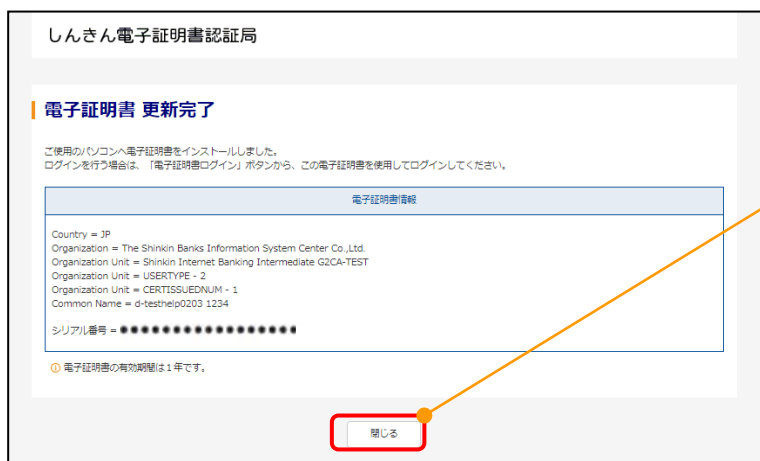 しんきん電子証明書認証局
電子証明書 更新完了
ご使用のパソコンへ電子証明書をインストールしました。
ログインを行う場合は、「電子証明書ログイン」ボタンから、この電子証明書を使用してログインしてください。
電子証明書情報
Country = JP
Organization = The Shinkin Banks Information System Center Co.,Ltd.
Organization Unit = Shinkin Internet Banking Intermediate G2CA-TEST
Organization Unit = USERTYPE - 2
Organization Unit = CERTISSUEDNUM - 1
Common Name = d-testhelp0203 1234
シリアル番号 = ●●●●●●●●●●●●●●●●●
電子証明書の有効期間は1年です。
閉じる